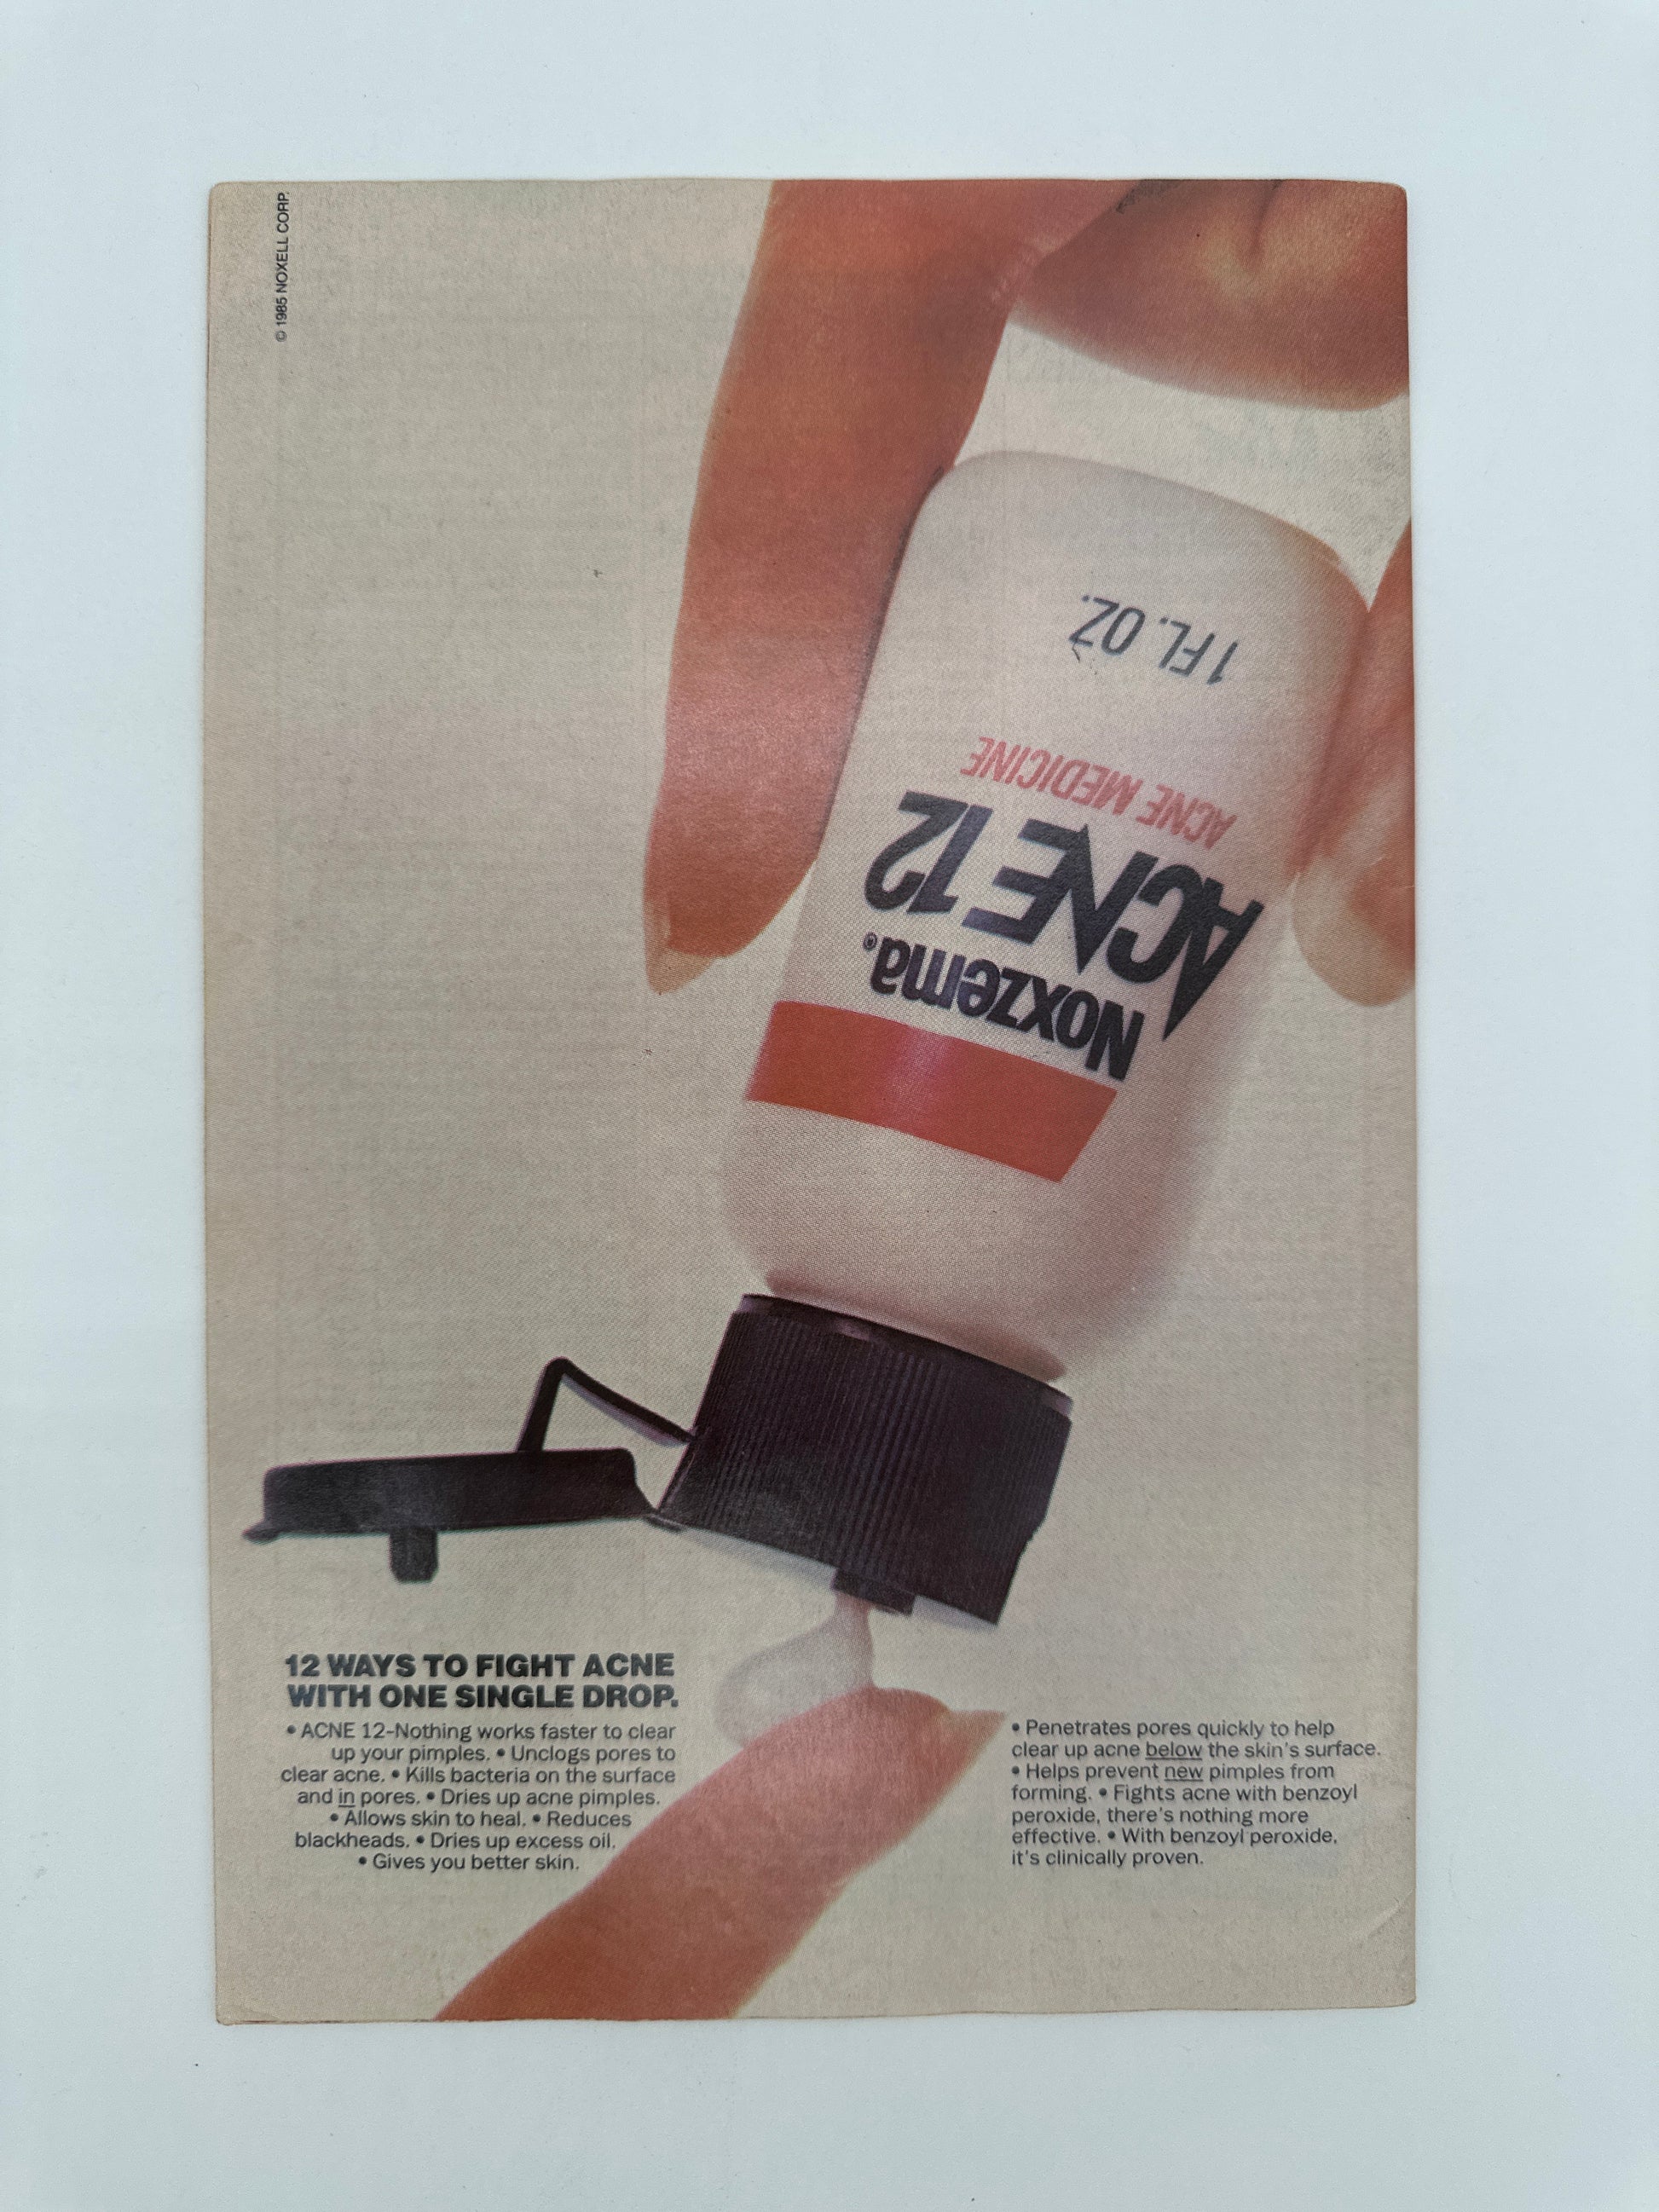 © 1985 NOXELL CORP.
1 FL. OZ.
ACNE MEDICINE
ACNE 12
Noxzema®
12 WAYS TO FIGHT ACNE
WITH ONE SINGLE DROP.
• ACNE 12–Nothing works faster to clear
up your pimples. • Unclogs pores to
clear acne. • Kills bacteria on the surface
and in pores. • Dries up acne pimples.
• Allows skin to heal. • Reduces
blackheads. • Dries up excess oil.
• Gives you better skin.
• Penetrates pores quickly to help
clear up acne below the skin's surface.
• Helps prevent new pimples from
forming. • Fights acne with benzoyl
peroxide, there's nothing more
effective. • With benzoyl peroxide,
it's clinically proven.